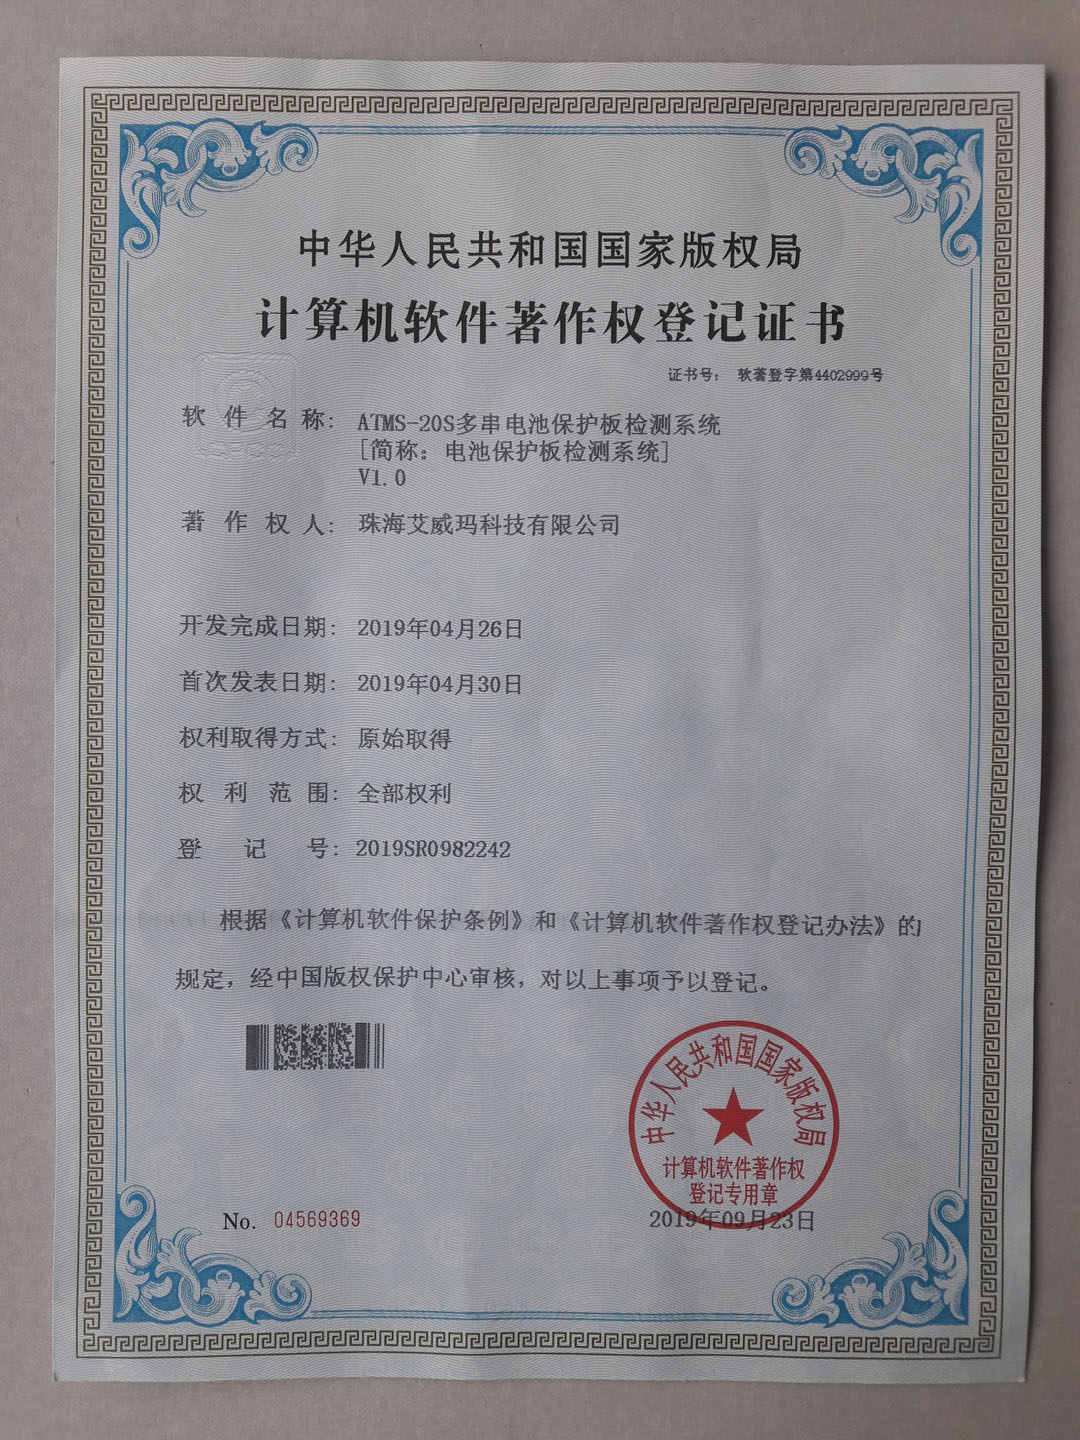 中华人民共和国国家版权局
计算机软件著作权登记证书
证书号： 软著登字第4402999号
软件名称： ATMS-20S多串电池保护板检测系统
[简称：电池保护板检测系统]
V1.0
著作权人： 珠海艾威玛科技有限公司
开发完成日期： 2019年04月26日
首次发表日期： 2019年04月30日
权利取得方式： 原始取得
权利范围： 全部权利
登记号： 2019SR0982242
根据《计算机软件保护条例》和《计算机软件著作权登记办法》的
规定，经中国版权保护中心审核，对以上事项予以登记。
中华人民共和国国家版权局
计算机软件著作权
登记专用章
No. 04569369
2019年09月23日